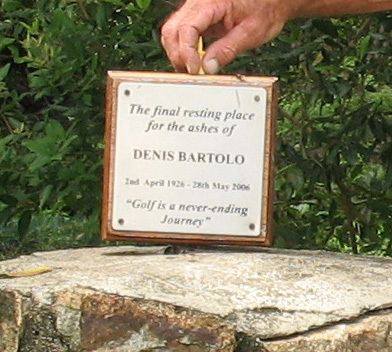 The final resting place
for the ashes of
DENIS BARTOLO
2nd April 1926 - 28th May 2006
"Golf is a never-ending
Journey"